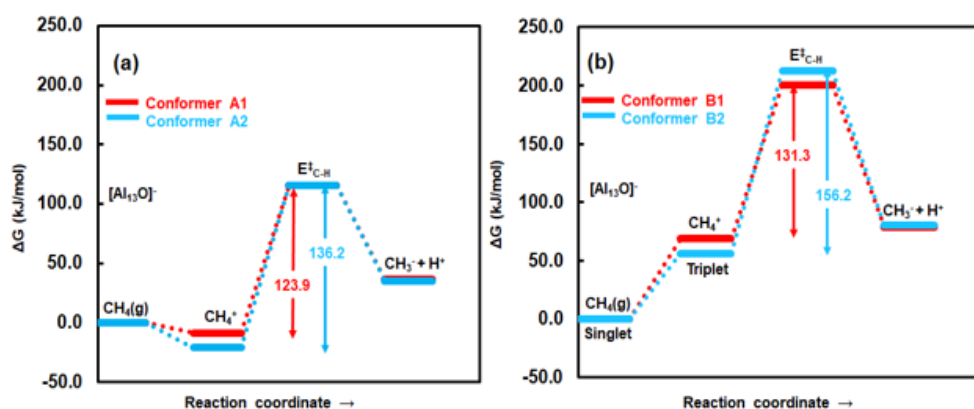 (a)
Conformer A1
Conformer A2
[Al₁₃O]⁻
ΔG (kJ/mol)
250.0
200.0
150.0
100.0
50.0
0.0
-50.0
CH₄(g)
CH₄⁺
E‡C-H
123.9
136.2
CH₃⁻ + H⁺
Reaction coordinate →
(b)
Conformer B1
Conformer B2
[Al₁₃O]⁻
ΔG (kJ/mol)
250.0
200.0
150.0
100.0
50.0
0.0
-50.0
CH₄(g)
Singlet
CH₄⁺
Triplet
E‡C-H
131.3
156.2
CH₃⁻ + H⁺
Reaction coordinate →